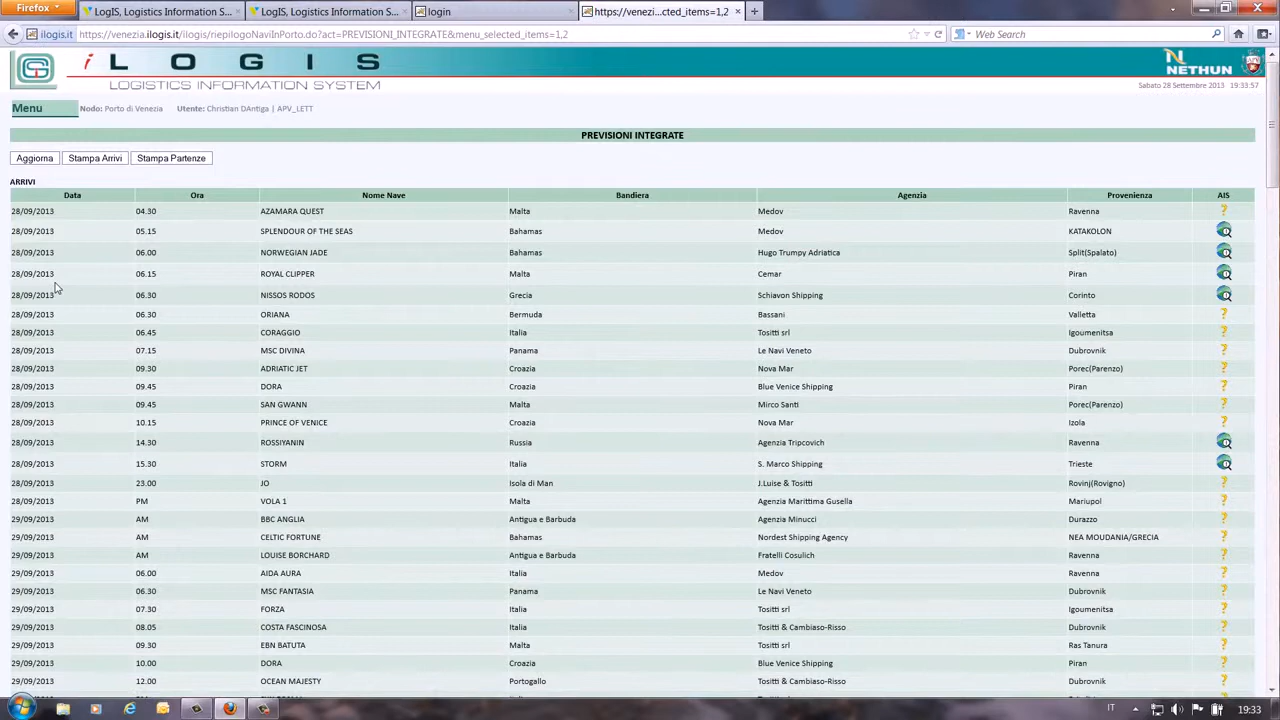 Firefox
LogIS, Logistics Information S...
LogIS, Logistics Information S...
login
https://venezi...cted_items=1,2
ilogis.it
https://venezia.ilogis.it/ilogis/riepilogoNaviInPorto.do?act=PREVISIONI_INTEGRATE&menu_selected_items=1,2
Web Search
i L O G I S
LOGISTICS INFORMATION SYSTEM
NETHUN
Sabato 28 Settembre 2013 19:33:57
Menu Nodo: Porto di Venezia Utente: Christian DAntiga | APV_LETT
PREVISIONI INTEGRATE
Aggiorna Stampa Arrivi Stampa Partenze
ARRIVI
Data Ora Nome Nave Bandiera Agenzia Provenienza AIS
28/09/2013 04.30 AZAMARA QUEST Malta Medov Ravenna ?
28/09/2013 05.15 SPLENDOUR OF THE SEAS Bahamas Medov KATAKOLON
28/09/2013 06.00 NORWEGIAN JADE Bahamas Hugo Trumpy Adriatica Split(Spalato)
28/09/2013 06.15 ROYAL CLIPPER Malta Cemar Piran
28/09/2013 06.30 NISSOS RODOS Grecia Schiavon Shipping Corinto
28/09/2013 06.30 ORIANA Bermuda Bassani Valletta ?
28/09/2013 06.45 CORAGGIO Italia Tositti srl Igoumenitsa ?
28/09/2013 07.15 MSC DIVINA Panama Le Navi Veneto Dubrovnik ?
28/09/2013 09.30 ADRIATIC JET Croazia Nova Mar Porec(Parenzo) ?
28/09/2013 09.45 DORA Croazia Blue Venice Shipping Piran ?
28/09/2013 09.45 SAN GWANN Malta Mirco Santi Porec(Parenzo) ?
28/09/2013 10.15 PRINCE OF VENICE Croazia Nova Mar Izola ?
28/09/2013 14.30 ROSSIYANIN Russia Agenzia Tripcovich Ravenna
28/09/2013 15.30 STORM Italia S. Marco Shipping Trieste
28/09/2013 23.00 JO Isola di Man J.Luise & Tositti Rovinj(Rovigno) ?
28/09/2013 PM VOLA 1 Malta Agenzia Marittima Gusella Mariupol ?
29/09/2013 AM BBC ANGLIA Antigua e Barbuda Agenzia Minucci Durazzo ?
29/09/2013 AM CELTIC FORTUNE Bahamas Nordest Shipping Agency NEA MOUDANIA/GRECIA ?
29/09/2013 AM LOUISE BORCHARD Antigua e Barbuda Fratelli Cosulich Ravenna ?
29/09/2013 06.00 AIDA AURA Italia Medov Ravenna ?
29/09/2013 06.30 MSC FANTASIA Panama Le Navi Veneto Dubrovnik ?
29/09/2013 07.30 FORZA Italia Tositti srl Igoumenitsa ?
29/09/2013 08.05 COSTA FASCINOSA Italia Tositti & Cambiaso-Risso Dubrovnik ?
29/09/2013 09.30 EBN BATUTA Malta Tositti srl Ras Tanura ?
29/09/2013 10.00 DORA Croazia Blue Venice Shipping Piran ?
29/09/2013 12.00 OCEAN MAJESTY Portogallo Tositti & Cambiaso-Risso Dubrovnik ?
IT 19:33